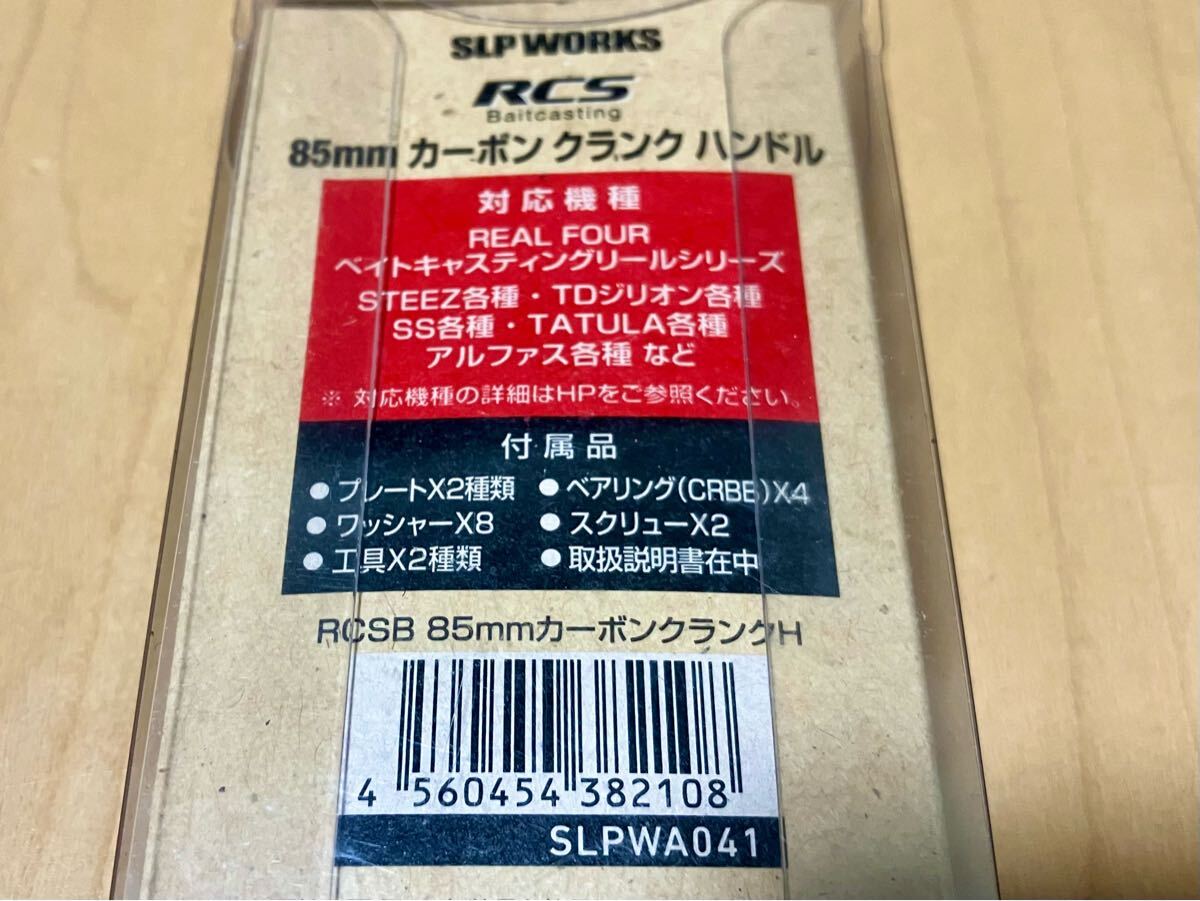 SLP WORKS
RCS
Baitcasting
85mm カーボン クランク ハンドル
対応機種
REAL FOUR
ベイトキャスティングリールシリーズ
STEEZ各種・TDジリオン各種
SS各種・TATULA各種
アルファス各種 など
※ 対応機種の詳細はHPをご参照ください。
付属品
●プレートX2種類 ●ベアリング(CRBB)X4
●ワッシャーX8 ●スクリューX2
●工具X2種類 ●取扱説明書在中
RCSB 85mmカーボンクランクH
4 560454 382108
SLPWA041